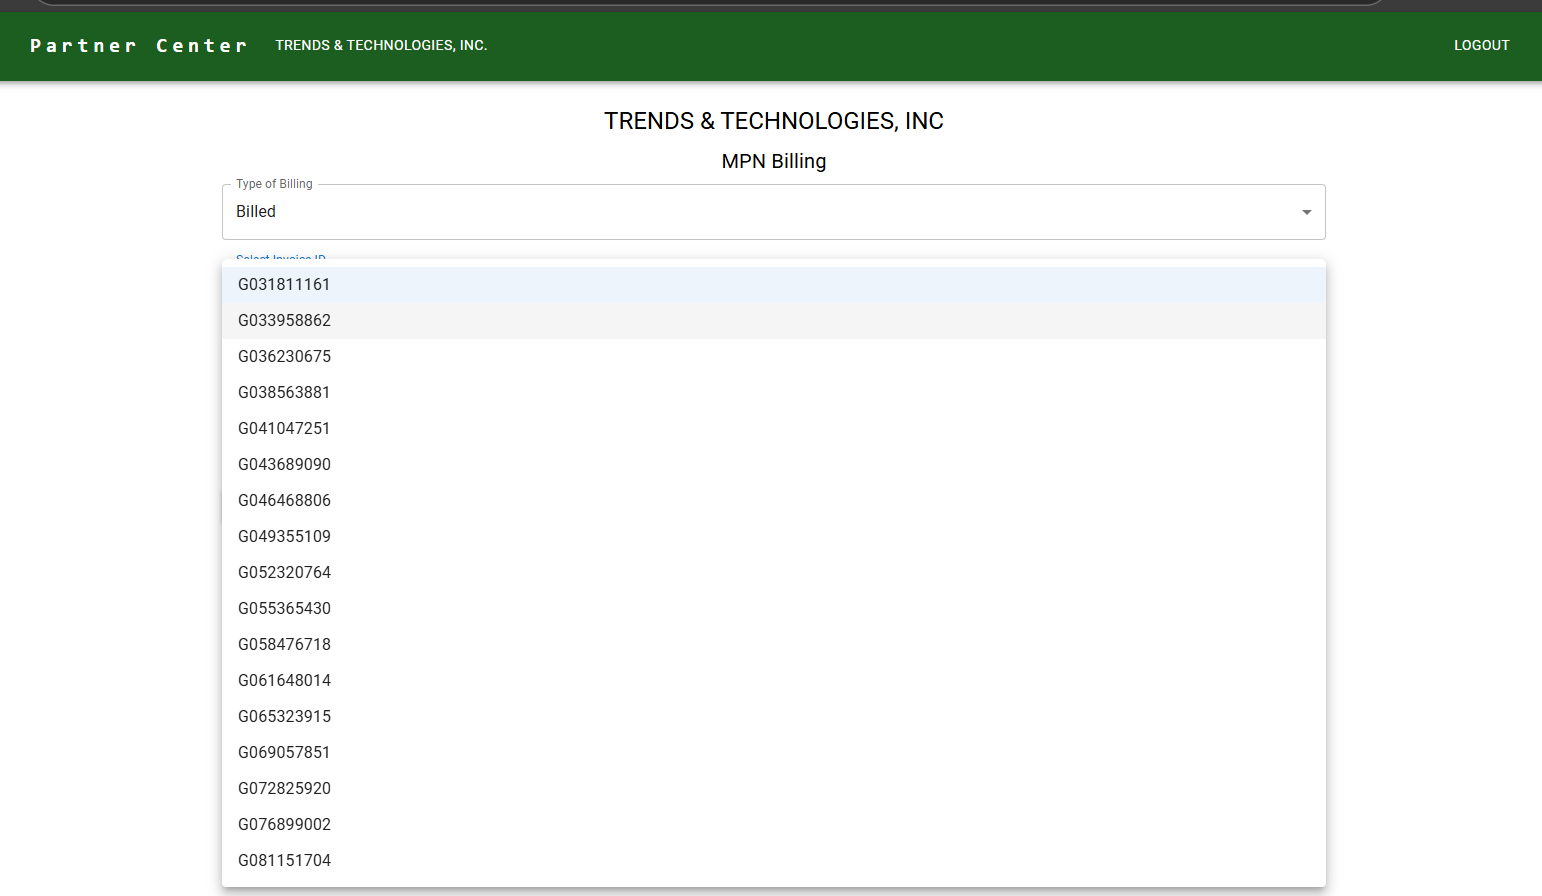 Partner Center TRENDS & TECHNOLOGIES, INC. LOGOUT
TRENDS & TECHNOLOGIES, INC
MPN Billing
Type of Billing
Billed
Select Invoice ID
G031811161
G033958862
G036230675
G038563881
G041047251
G043689090
G046468806
G049355109
G052320764
G055365430
G058476718
G061648014
G065323915
G069057851
G072825920
G076899002
G081151704